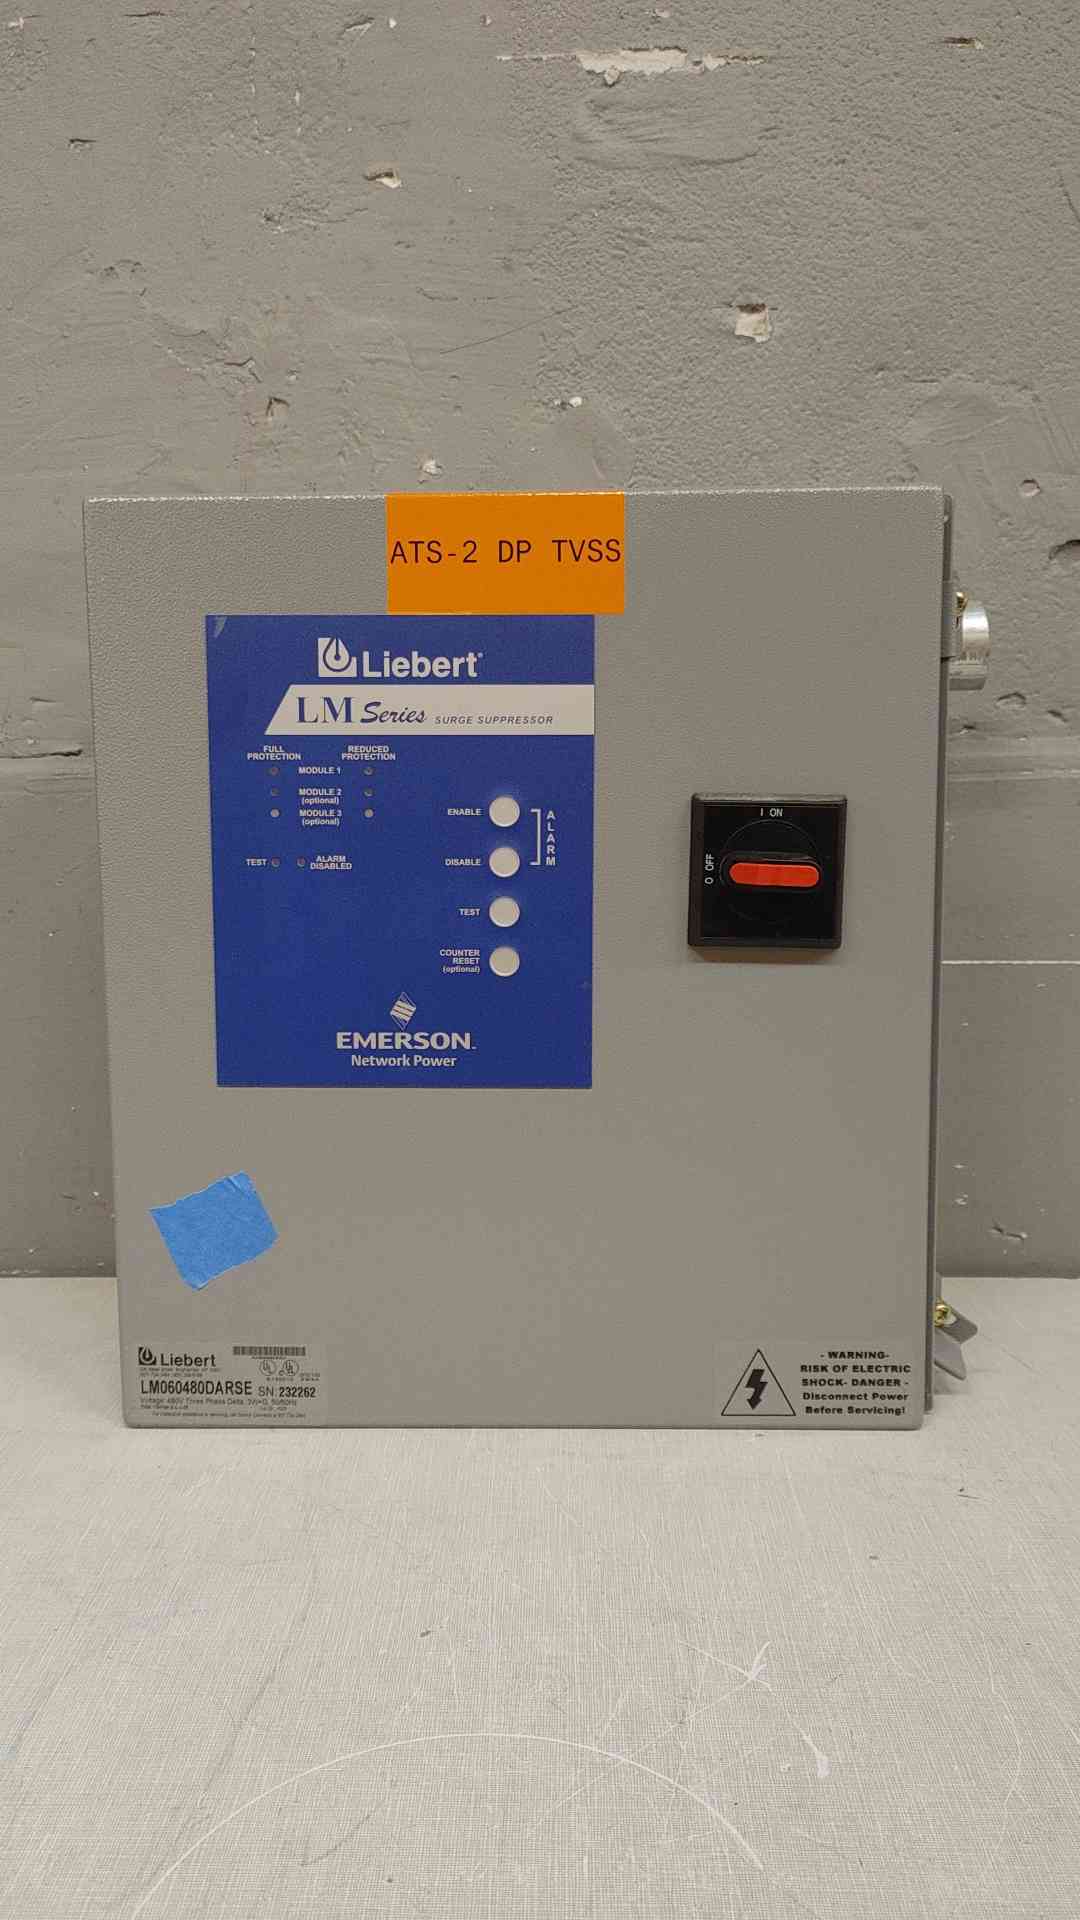 ATS-2 DP TVSS
Liebert
LM Series SURGE SUPPRESSOR
FULL PROTECTION
REDUCED PROTECTION
MODULE 1
MODULE 2
(optional)
MODULE 3
(optional)
TEST
ALARM DISABLED
ENABLE
DISABLE
ALARM
TEST
COUNTER
RESET
(optional)
EMERSON
Network Power
I ON
O OFF
Liebert
LM060480DARSE SN: 232262
Voltage: 480V Three Phase Delta, 3W+G, 50/60Hz
- WARNING-
RISK OF ELECTRIC
SHOCK- DANGER -
Disconnect Power
Before Servicing!